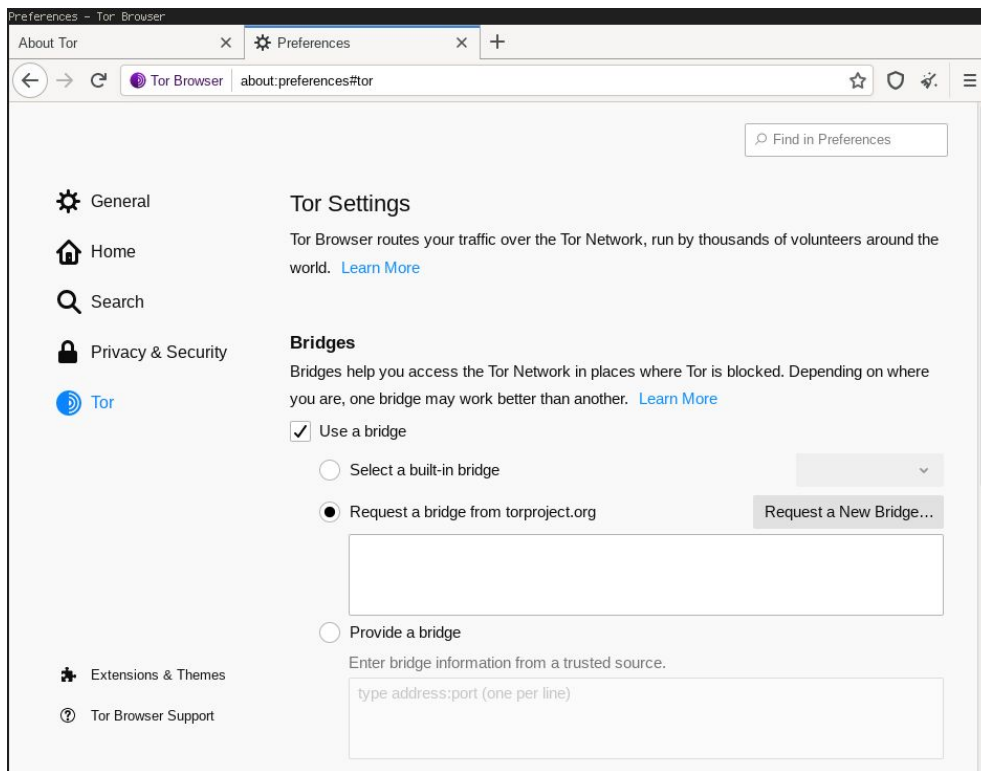 Preferences - Tor Browser
About Tor
Preferences
Tor Browser
about:preferences#tor
Find in Preferences
General
Home
Search
Privacy & Security
Tor
Extensions & Themes
Tor Browser Support
Tor Settings
Tor Browser routes your traffic over the Tor Network, run by thousands of volunteers around the
world. Learn More
Bridges
Bridges help you access the Tor Network in places where Tor is blocked. Depending on where
you are, one bridge may work better than another. Learn More
Use a bridge
Select a built-in bridge
Request a bridge from torproject.org
Request a New Bridge…
Provide a bridge
Enter bridge information from a trusted source.
type address:port (one per line)